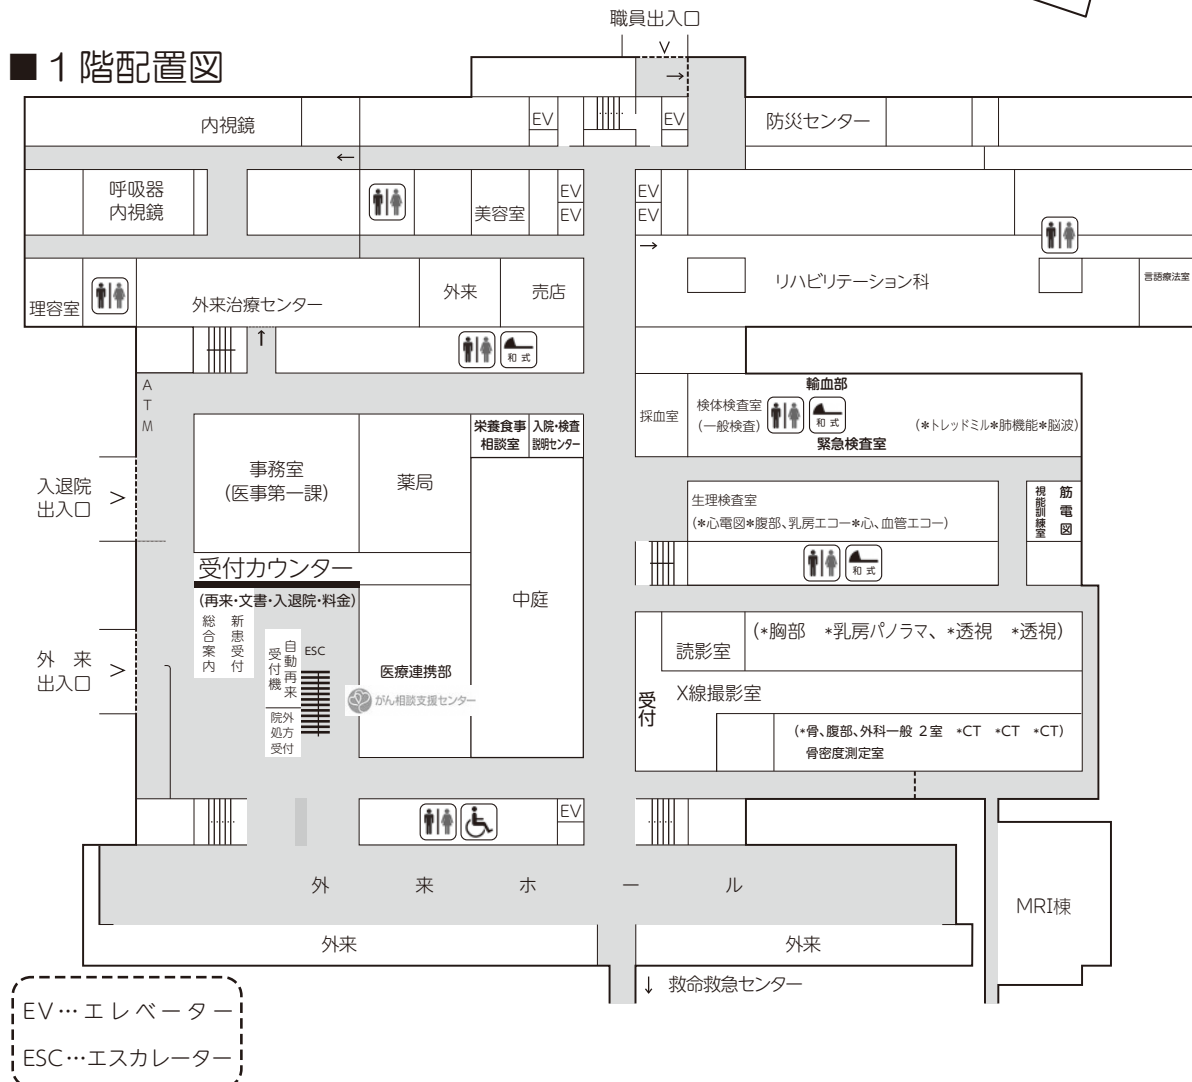 職員出入口
■１階配置図
内視鏡
EV
EV
防災センター
呼吸器
内視鏡
美容室
EV
EV
EV
EV
理容室
外来治療センター
外来
売店
リハビリテーション科
言語療法室
和式
ATM
採血室
検体検査室
(一般検査)
輸血部
和式
緊急検査室
(*トレッドミル*肺機能*脳波)
栄養食事
相談室
入院・検査
説明センター
事務室
(医事第一課)
薬局
入退院
出入口
生理検査室
(*心電図*腹部、乳房エコー*心、血管エコー)
視能訓練室
筋電図
和式
受付カウンター
(再来・文書・入退院・料金)
総合案内
新患受付
自動再来
受付機
ESC
院外
処方
受付
中庭
医療連携部
がん相談支援センター
外来
出入口
読影室
(*胸部 *乳房パノラマ、*透視 *透視)
受付
X線撮影室
(*骨、腹部、外科一般 2室 *CT *CT *CT)
骨密度測定室
EV
外来ホール
MRI棟
外来
外来
↓ 救命救急センター
EV…エレベーター
ESC…エスカレーター